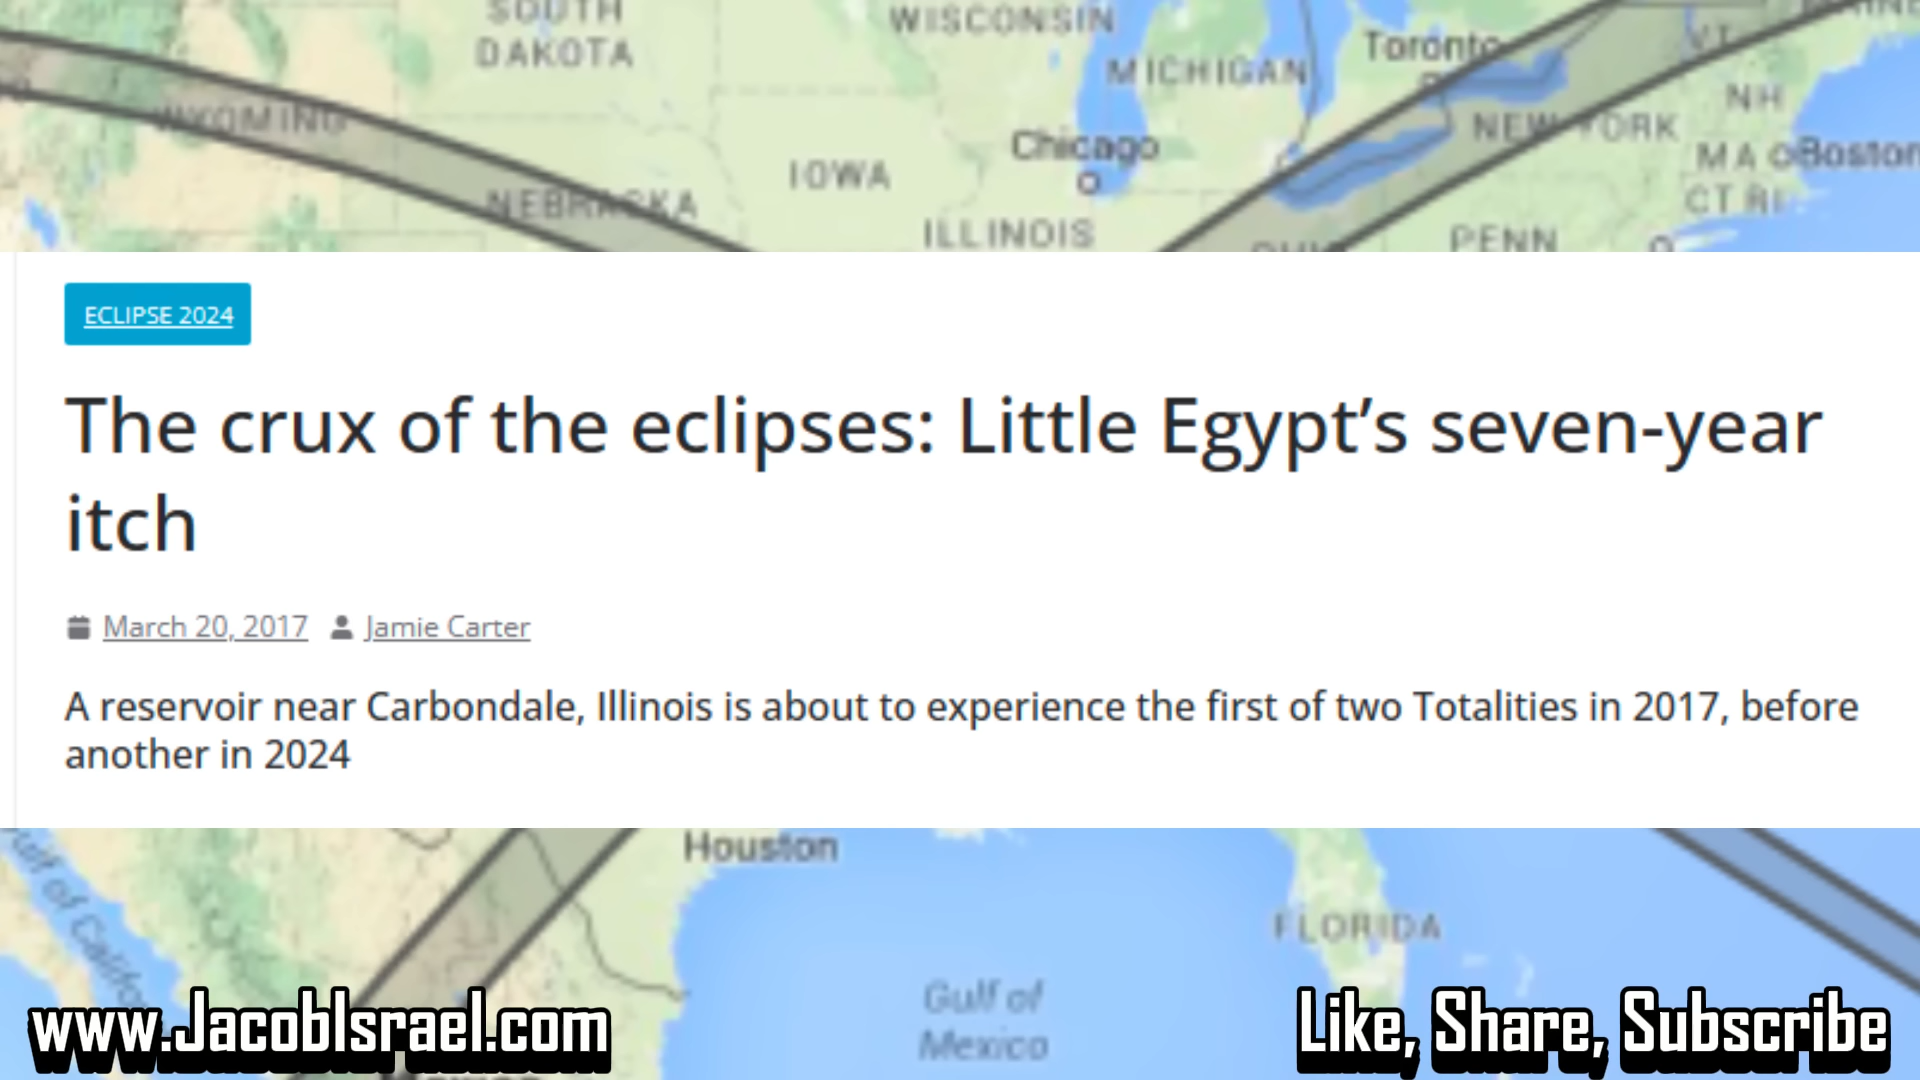 SOUTH
DAKOTA
WISCONSIN
MICHIGAN
Toronto
VT
WYOMING
NH
Chicago
NEW YORK
IOWA
MA
Boston
NEBRASKA
CT RI
ILLINOIS
PENN
ECLIPSE 2024
The crux of the eclipses: Little Egypt’s seven-year
itch
March 20, 2017 Jamie Carter
A reservoir near Carbondale, Illinois is about to experience the first of two Totalities in 2017, before
another in 2024
Houston
FLORIDA
Gulf of
Mexico
www.JacobIsrael.com
Like, Share, Subscribe